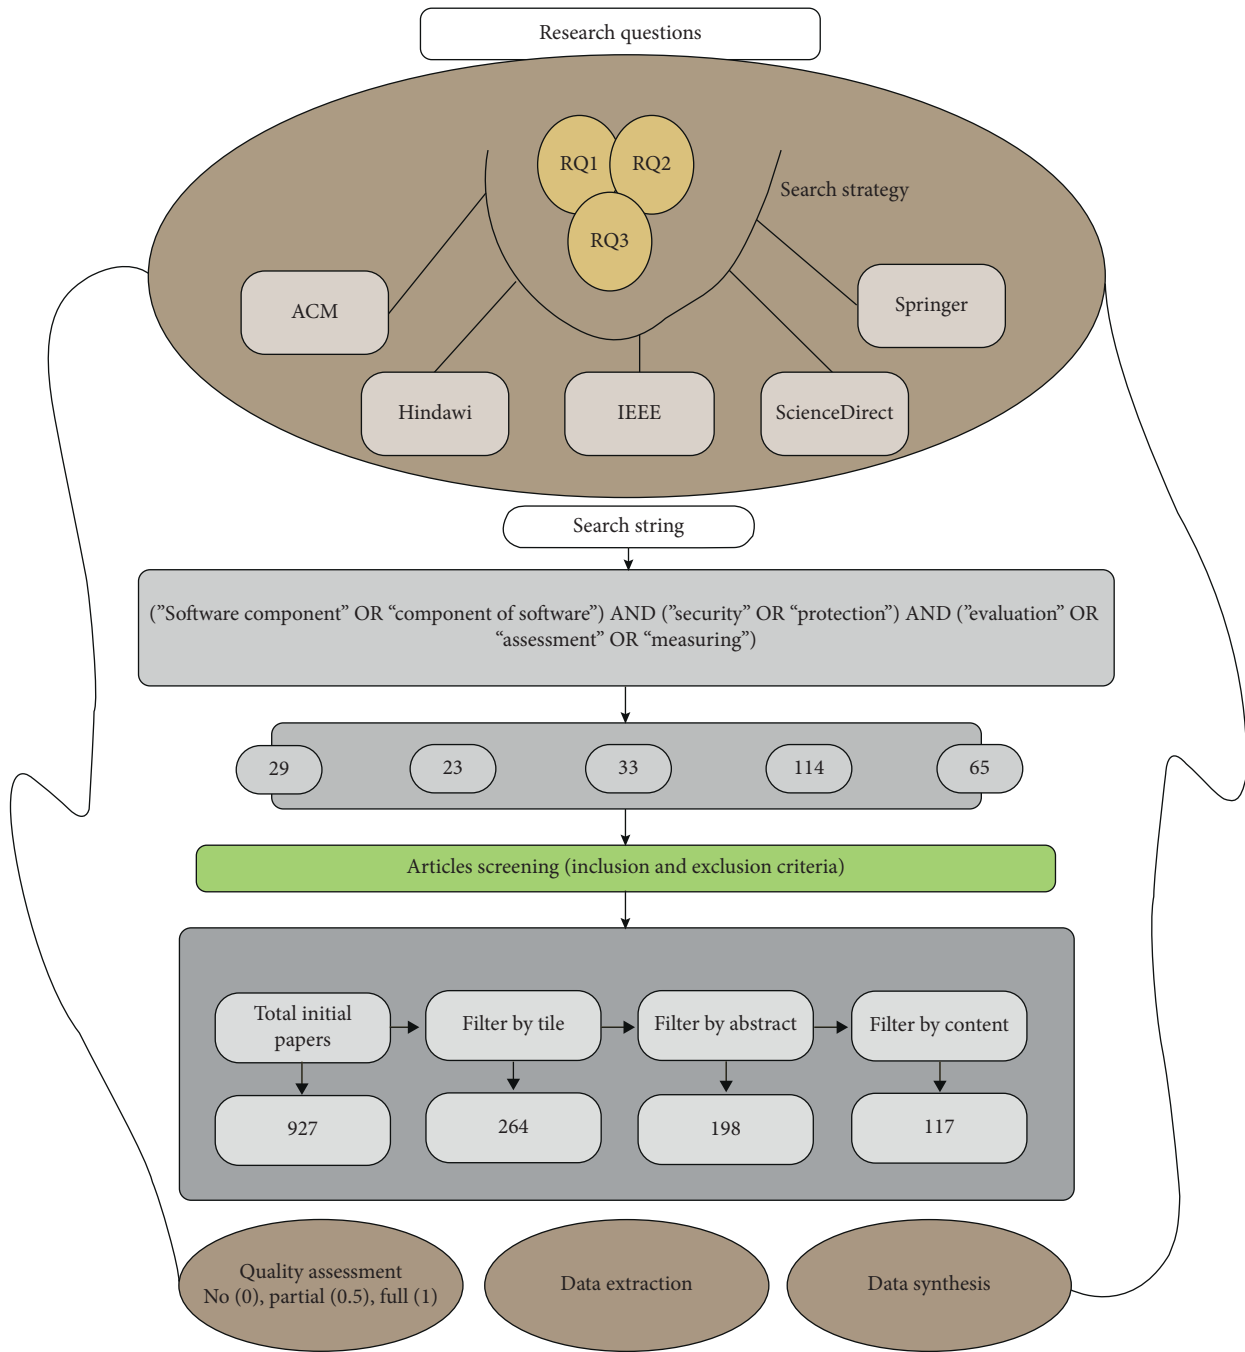 Research questions
RQ1
RQ2
RQ3
Search strategy
ACM
Springer
Hindawi
IEEE
ScienceDirect
Search string
(”Software component” OR “component of software”) AND (”security” OR “protection”) AND (”evaluation” OR
“assessment” OR “measuring”)
29
23
33
114
65
Articles screening (inclusion and exclusion criteria)
Total initial
papers
Filter by tile
Filter by abstract
Filter by content
927
264
198
117
Quality assessment
No (0), partial (0.5), full (1)
Data extraction
Data synthesis